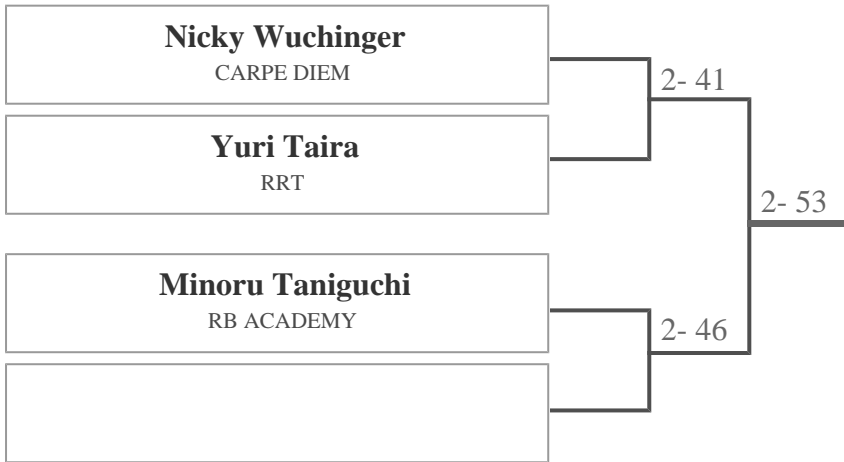 Nicky Wuchinger
CARPE DIEM
2- 41
Yuri Taira
RRT
2- 53
Minoru Taniguchi
RB ACADEMY
2- 46